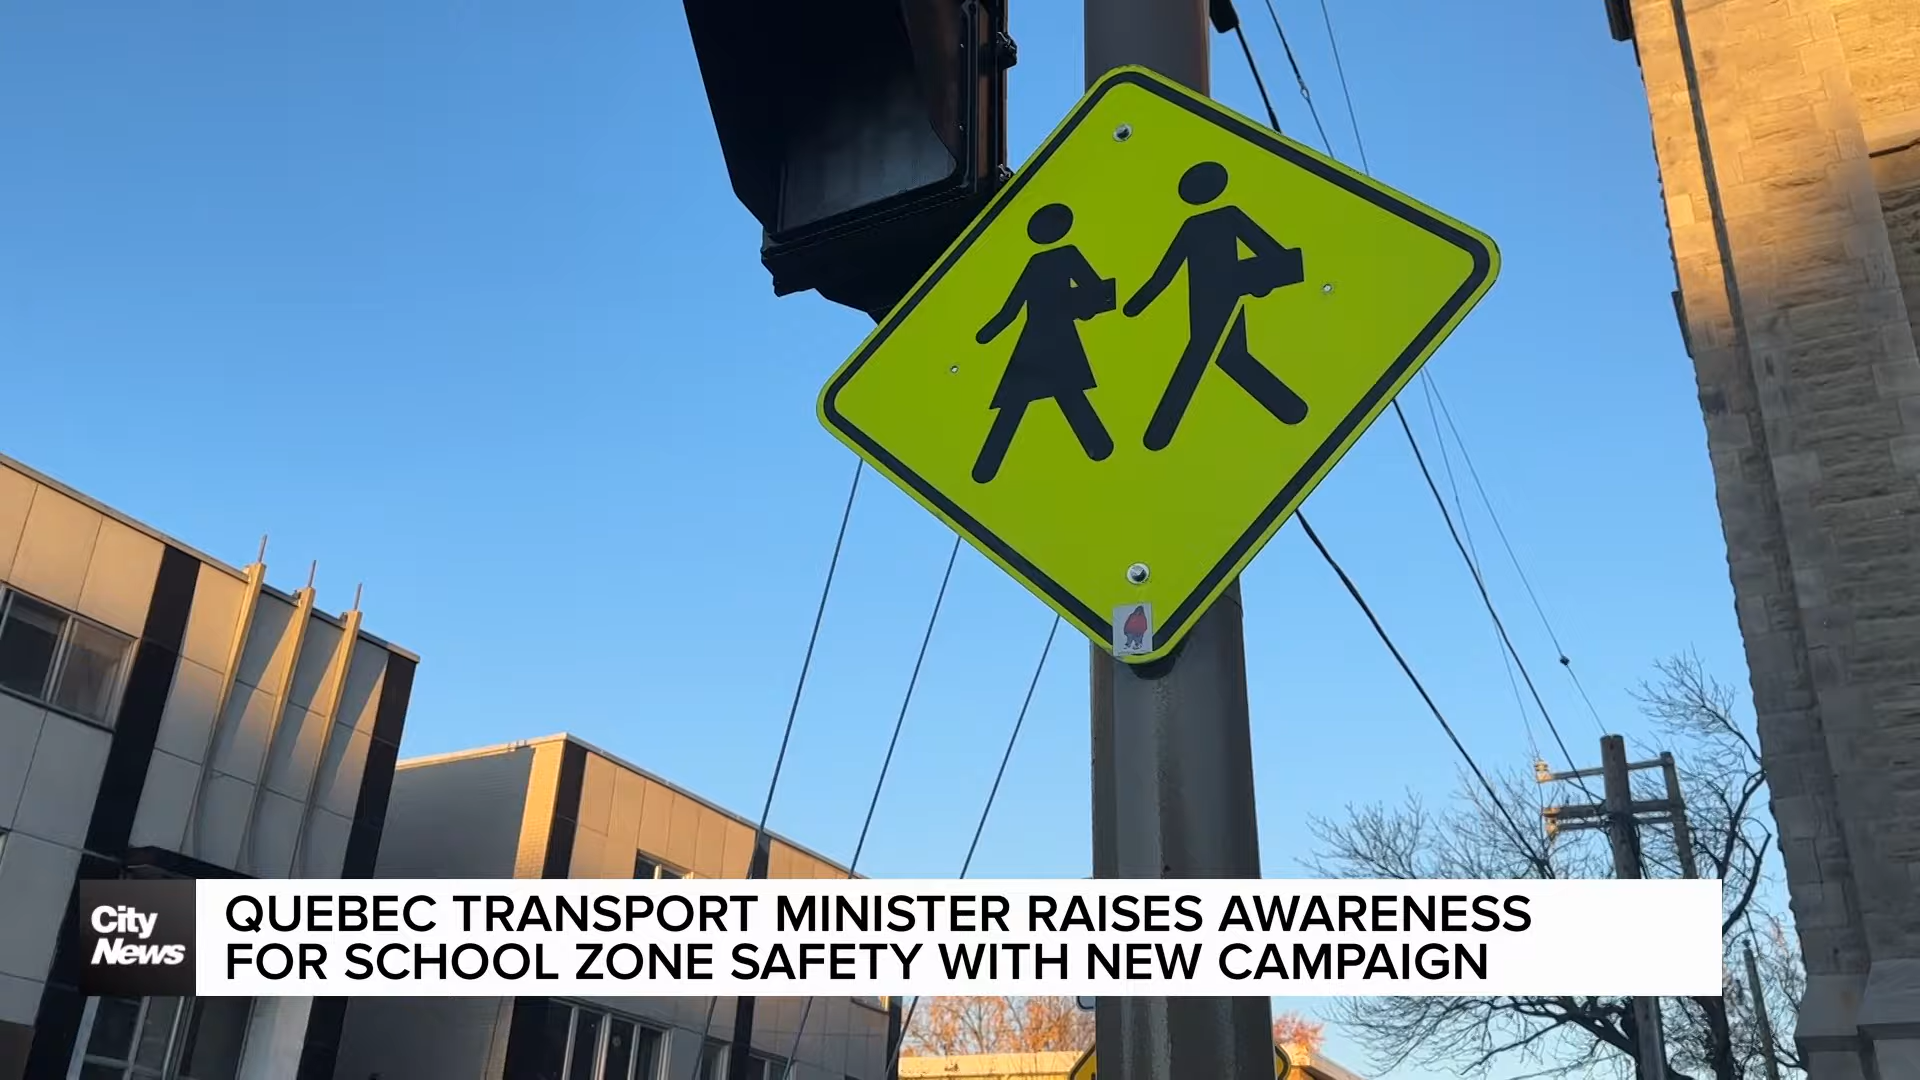 City
News
QUEBEC TRANSPORT MINISTER RAISES AWARENESS
FOR SCHOOL ZONE SAFETY WITH NEW CAMPAIGN